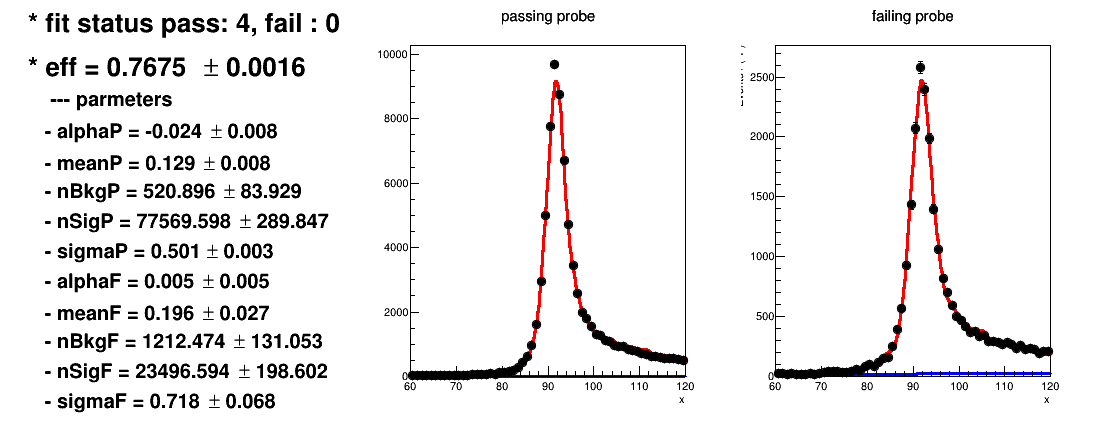 * fit status pass: 4, fail : 0
* eff = 0.7675 ± 0.0016
--- parmeters
- alphaP = -0.024 ± 0.008
- meanP = 0.129 ± 0.008
- nBkgP = 520.896 ± 83.929
- nSigP = 77569.598 ± 289.847
- sigmaP = 0.501 ± 0.003
- alphaF = 0.005 ± 0.005
- meanF = 0.196 ± 0.027
- nBkgF = 1212.474 ± 131.053
- nSigF = 23496.594 ± 198.602
- sigmaF = 0.718 ± 0.068
passing probe
10000
8000
6000
4000
2000
0
60 70 80 90 100 110 120
x
failing probe
2500
2000
1500
1000
500
0
60 70 80 90 100 110 120
x